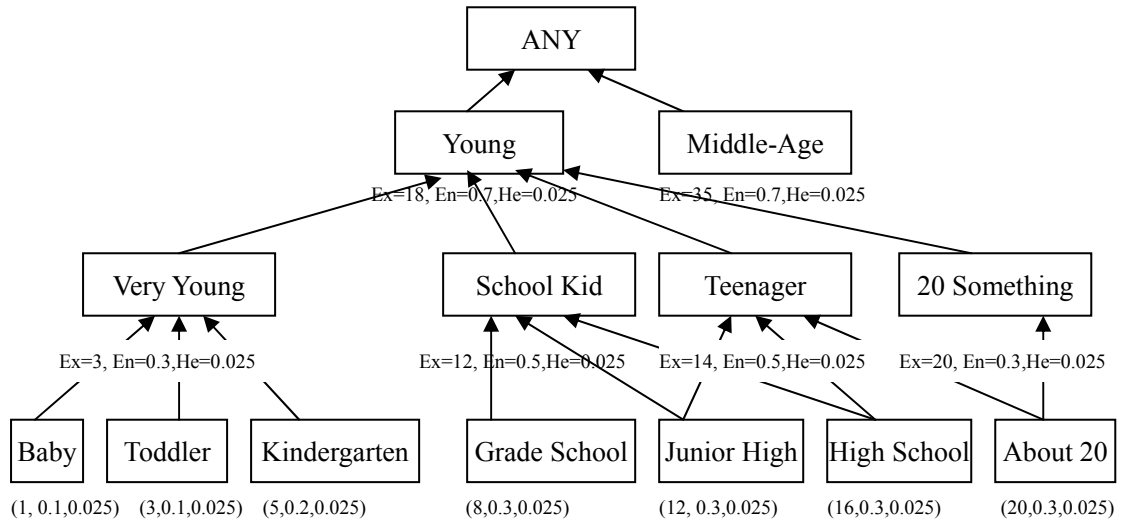 ANY
Young
Middle-Age
Ex=18, En=0.7,He=0.025
Ex=35, En=0.7,He=0.025
Very Young
School Kid
Teenager
20 Something
Ex=3, En=0.3,He=0.025
Ex=12, En=0.5,He=0.025
Ex=14, En=0.5,He=0.025
Ex=20, En=0.3,He=0.025
Baby
Toddler
Kindergarten
Grade School
Junior High
High School
About 20
(1, 0.1,0.025)
(3,0.1,0.025)
(5,0.2,0.025)
(8,0.3,0.025)
(12, 0.3,0.025)
(16,0.3,0.025)
(20,0.3,0.025)